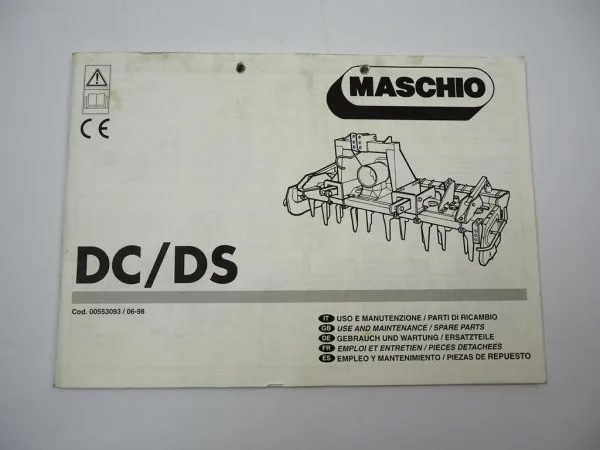 MASCHIO
CE
DC/DS
Cod. 00553093 / 06-98
IT USO E MANUTENZIONE / PARTI DI RICAMBIO
GB USE AND MAINTENANCE / SPARE PARTS
DE GEBRAUCH UND WARTUNG / ERSATZTEILE
FR EMPLOI ET ENTRETIEN / PIECES DETACHEES
ES EMPLEO Y MANTENIMIENTO / PIEZAS DE REPUESTO